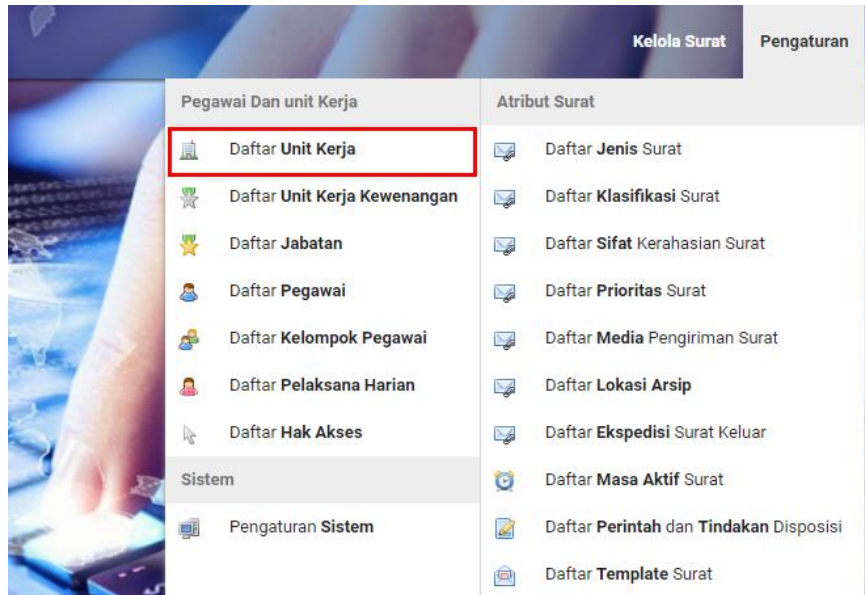 Kelola Surat
Pengaturan
Pegawai Dan unit Kerja
Daftar Unit Kerja
Daftar Unit Kerja Kewenangan
Daftar Jabatan
Daftar Pegawai
Daftar Kelompok Pegawai
Daftar Pelaksana Harian
Daftar Hak Akses
Sistem
Pengaturan Sistem
Atribut Surat
Daftar Jenis Surat
Daftar Klasifikasi Surat
Daftar Sifat Kerahasian Surat
Daftar Prioritas Surat
Daftar Media Pengiriman Surat
Daftar Lokasi Arsip
Daftar Ekspedisi Surat Keluar
Daftar Masa Aktif Surat
Daftar Perintah dan Tindakan Disposisi
Daftar Template Surat